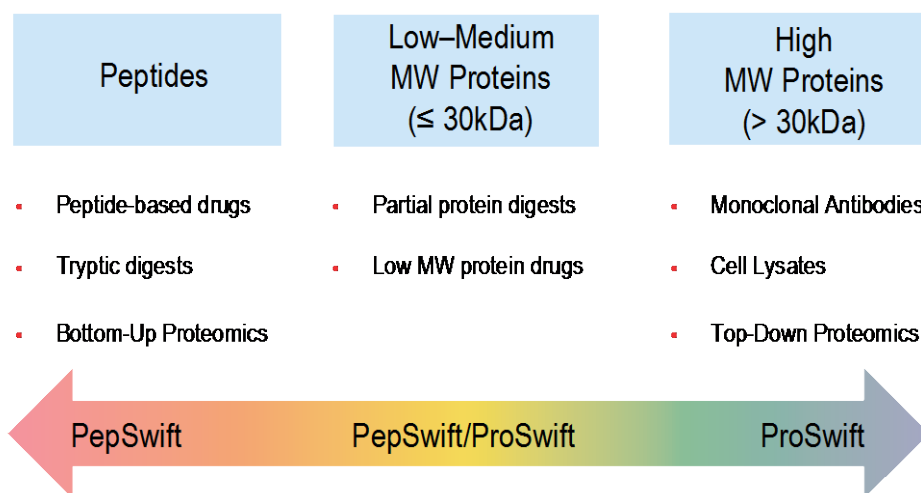 Peptides
Low–Medium
MW Proteins
(≤ 30kDa)
High
MW Proteins
(> 30kDa)
Peptide-based drugs
Tryptic digests
Bottom-Up Proteomics
Partial protein digests
Low MW protein drugs
Monoclonal Antibodies
Cell Lysates
Top-Down Proteomics
PepSwift
PepSwift/ProSwift
ProSwift